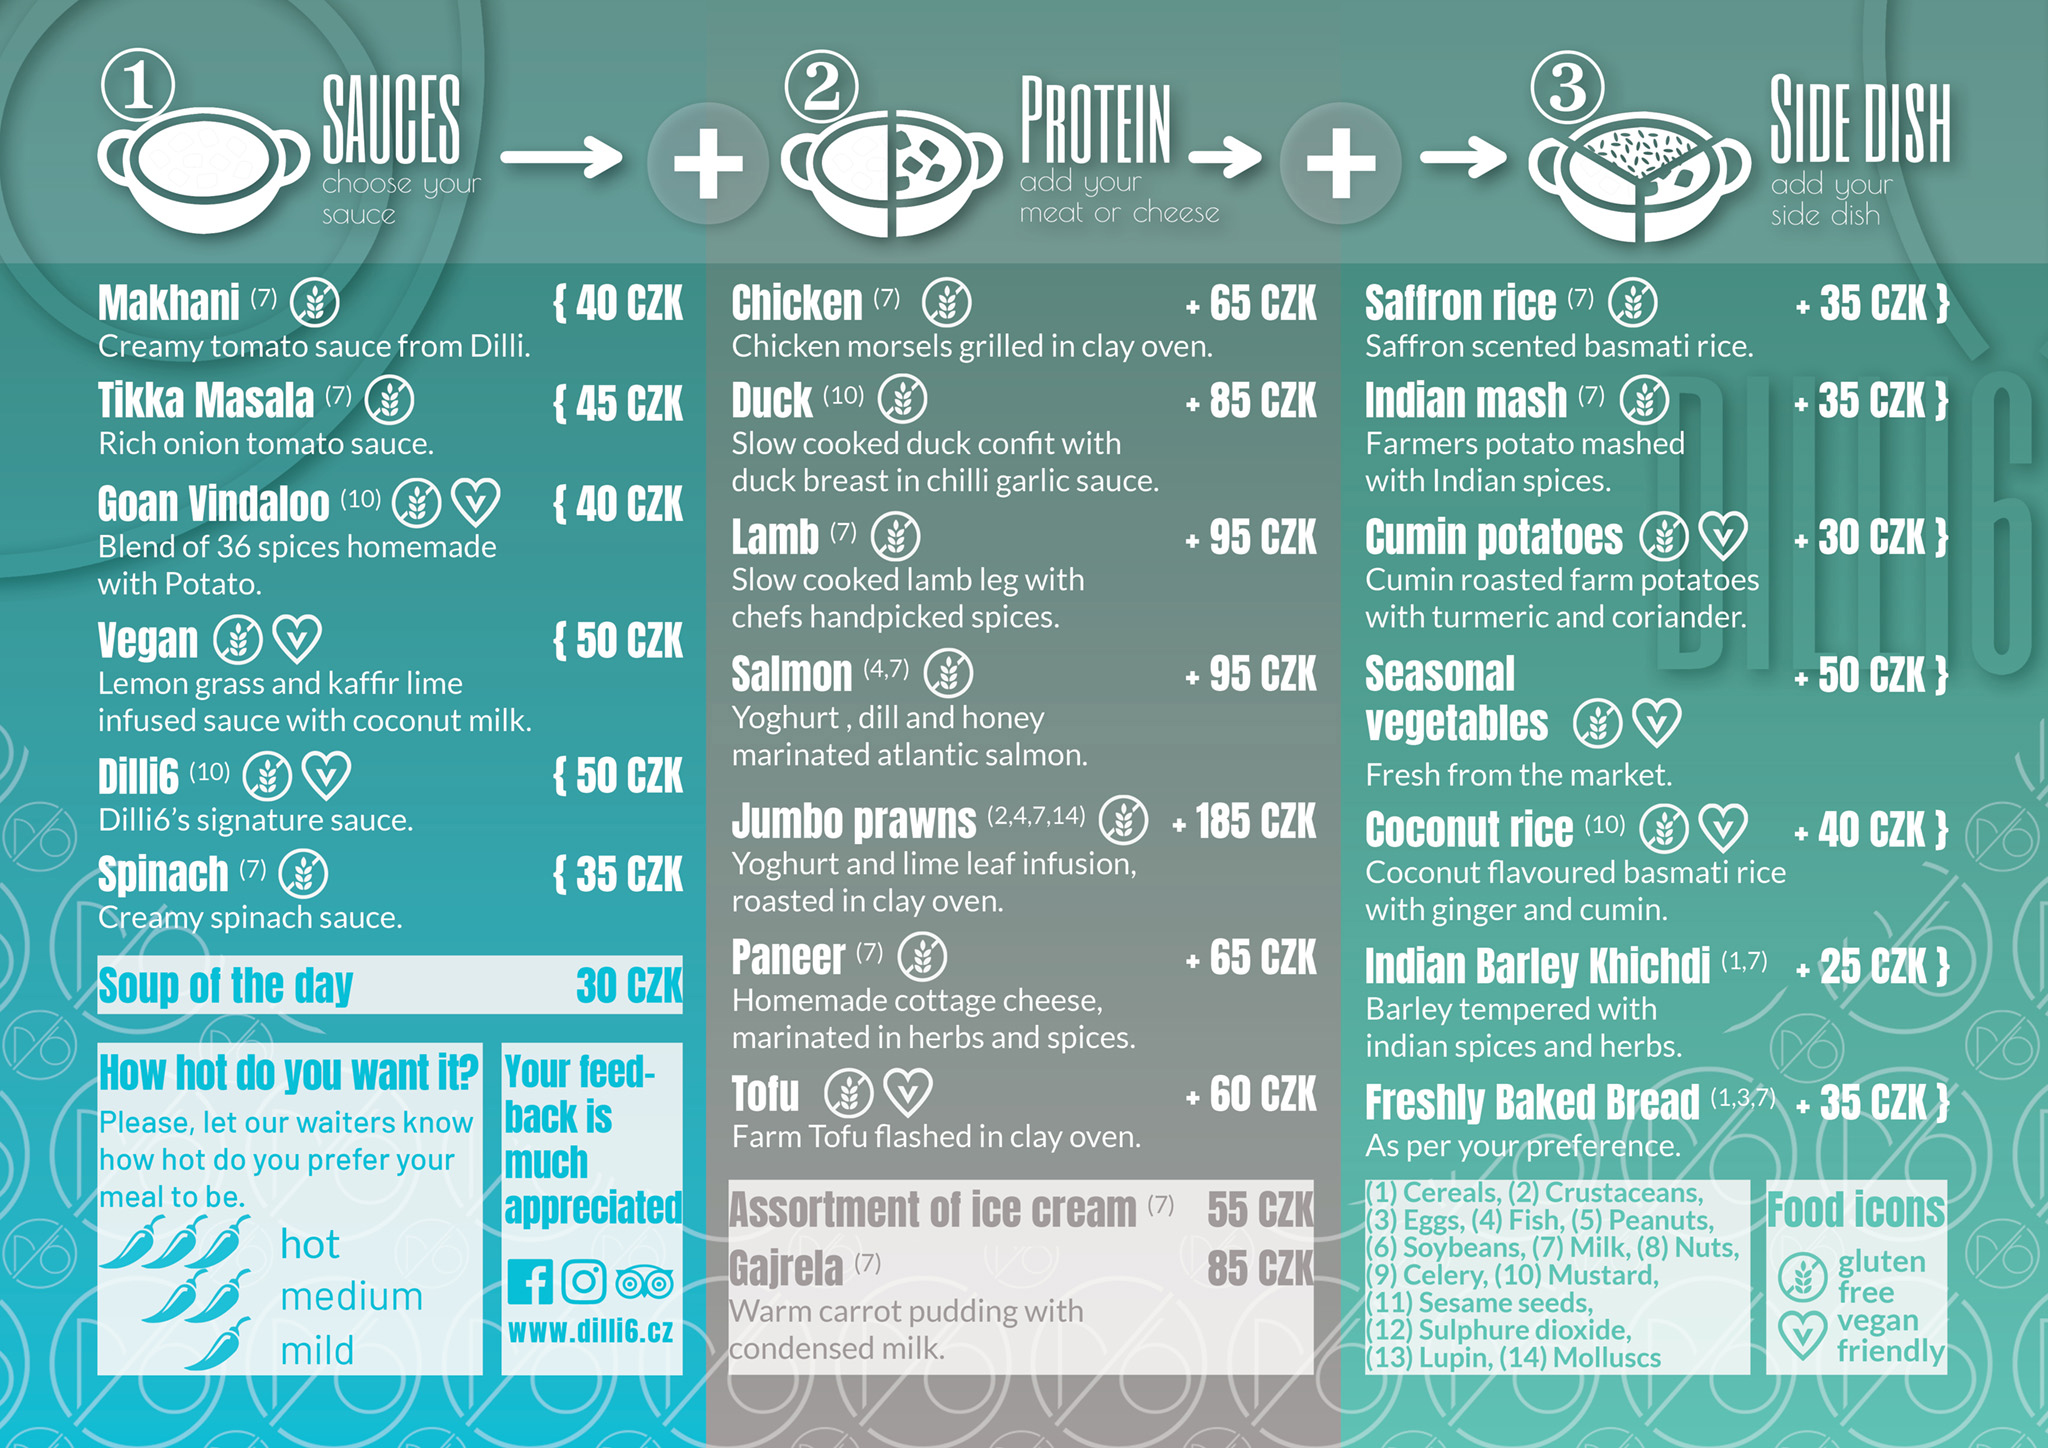 1
SAUCES
choose your
sauce
+
2
PROTEIN
add your
meat or cheese
+
3
SIDE DISH
add your
side dish
Makhani (7) { 40 CZK
Creamy tomato sauce from Dilli.
Tikka Masala (7) { 45 CZK
Rich onion tomato sauce.
Goan Vindaloo (10) V { 40 CZK
Blend of 36 spices homemade
with Potato.
Vegan V { 50 CZK
Lemon grass and kaffir lime
infused sauce with coconut milk.
Dilli6 (10) V { 50 CZK
Dilli6's signature sauce.
Spinach (7) { 35 CZK
Creamy spinach sauce.
Soup of the day 30 CZK
How hot do you want it?
Please, let our waiters know
how hot do you prefer your
meal to be.
hot
medium
mild
Your feed-
back is
much
appreciated
www.dilli6.cz
Chicken (7) + 65 CZK
Chicken morsels grilled in clay oven.
Duck (10) + 85 CZK
Slow cooked duck confit with
duck breast in chilli garlic sauce.
Lamb (7) + 95 CZK
Slow cooked lamb leg with
chefs handpicked spices.
Salmon (4,7) + 95 CZK
Yoghurt , dill and honey
marinated atlantic salmon.
Jumbo prawns (2,4,7,14) + 185 CZK
Yoghurt and lime leaf infusion,
roasted in clay oven.
Paneer (7) + 65 CZK
Homemade cottage cheese,
marinated in herbs and spices.
Tofu V + 60 CZK
Farm Tofu flashed in clay oven.
Assortment of ice cream (7) 55 CZK
Gajrela (7) 85 CZK
Warm carrot pudding with
condensed milk.
Saffron rice (7) + 35 CZK }
Saffron scented basmati rice.
Indian mash (7) + 35 CZK }
Farmers potato mashed
with Indian spices.
Cumin potatoes V + 30 CZK }
Cumin roasted farm potatoes
with turmeric and coriander.
Seasonal + 50 CZK }
vegetables V
Fresh from the market.
Coconut rice (10) V + 40 CZK }
Coconut flavoured basmati rice
with ginger and cumin.
Indian Barley Khichdi (1,7) + 25 CZK }
Barley tempered with
indian spices and herbs.
Freshly Baked Bread (1,3,7) + 35 CZK }
As per your preference.
(1) Cereals, (2) Crustaceans,
(3) Eggs, (4) Fish, (5) Peanuts,
(6) Soybeans, (7) Milk, (8) Nuts,
(9) Celery, (10) Mustard,
(11) Sesame seeds,
(12) Sulphure dioxide,
(13) Lupin, (14) Molluscs
Food icons
gluten
free
V vegan
friendly
DILLI6